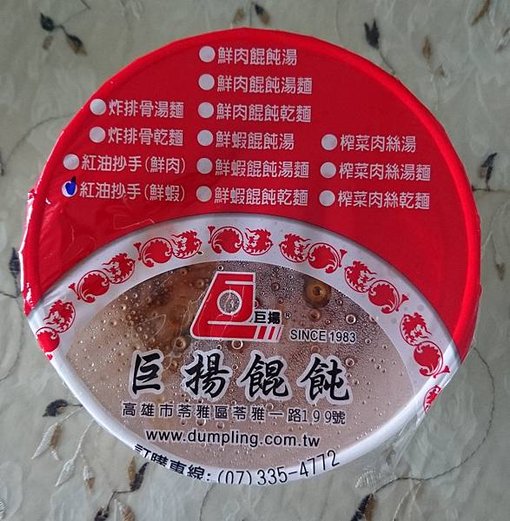 鮮肉餛飩湯
鮮肉餛飩湯麵
炸排骨湯麵 鮮肉餛飩乾麵
炸排骨乾麵 鮮蝦餛飩湯 榨菜肉絲湯
紅油抄手(鮮肉) 鮮蝦餛飩湯麵 榨菜肉絲湯麵
紅油抄手(鮮蝦) 鮮蝦餛飩乾麵 榨菜肉絲乾麵
巨揚®
SINCE 1983
巨揚餛飩
高雄市苓雅區苓雅一路199號
www.dumpling.com.tw
訂購專線: (07) 335-4772